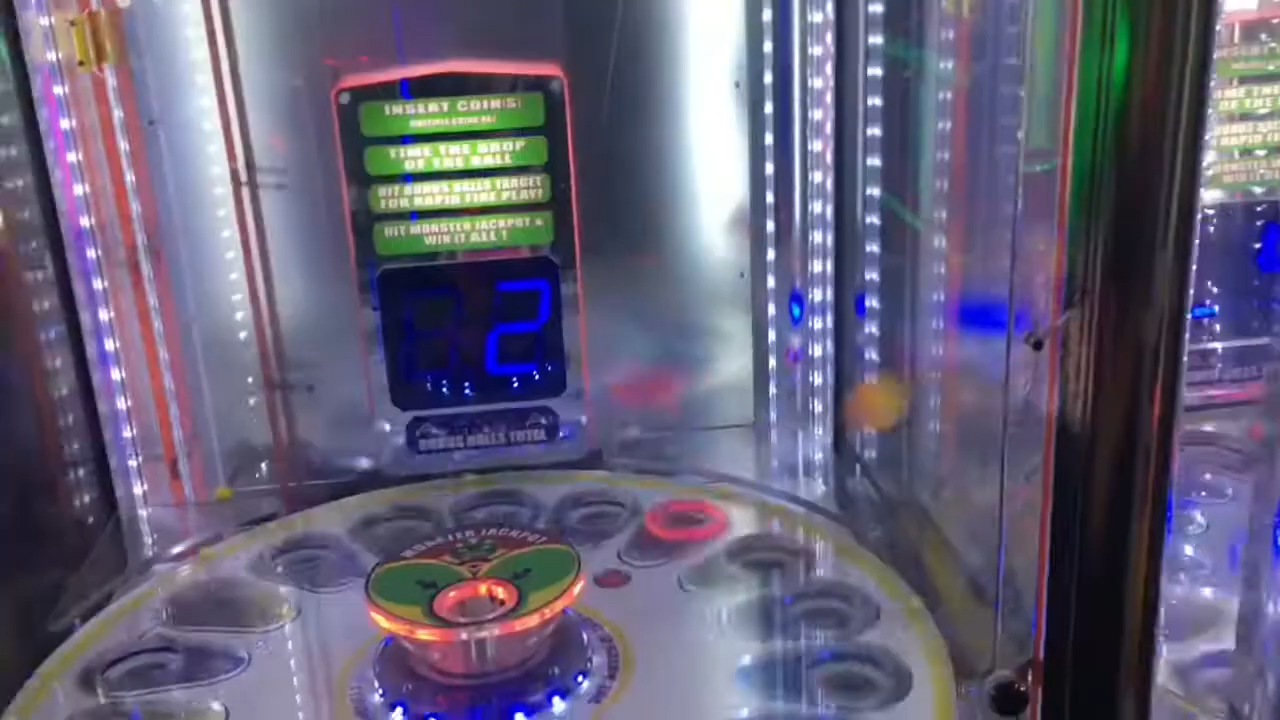 INSERT COIN(S)
TIME THE DROP
OF THE BALL
HIT BONUS BALLS TARGET
FOR RAPID FIRE PLAY!
HIT MONSTER JACKPOT &
WIN IT ALL!
2
BONUS BALLS TOTAL
MONSTER JACKPOT